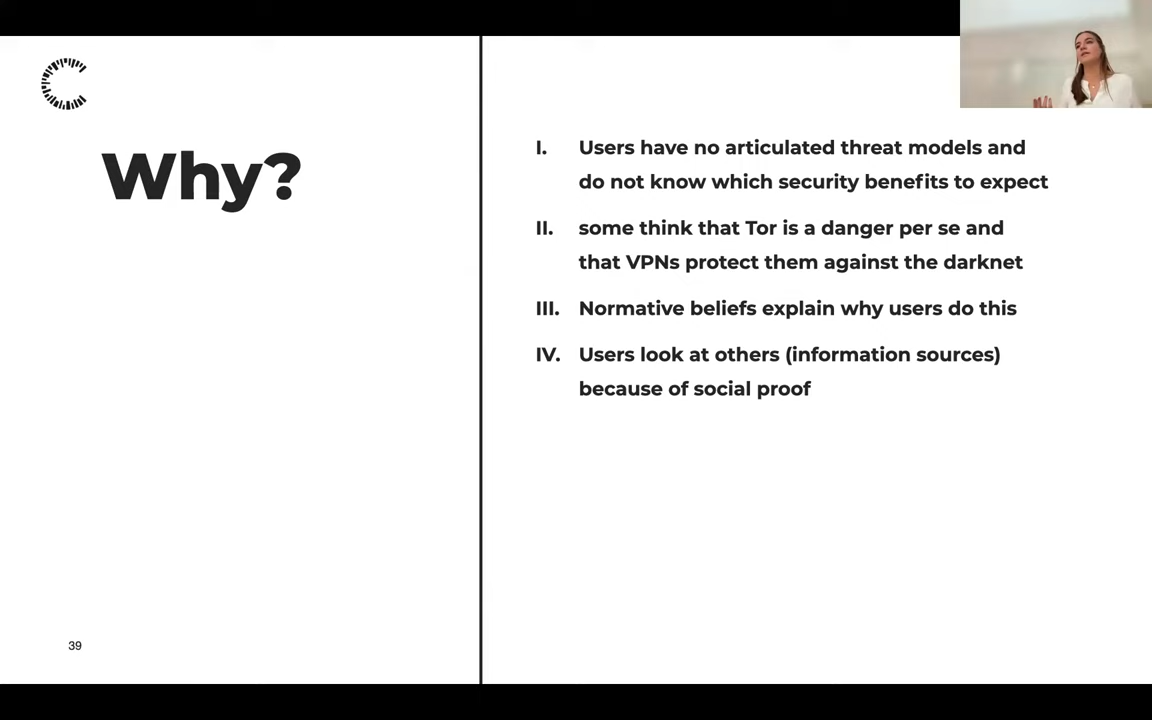 Why?
I. Users have no articulated threat models and
do not know which security benefits to expect
II. some think that Tor is a danger per se and
that VPNs protect them against the darknet
III. Normative beliefs explain why users do this
IV. Users look at others (information sources)
because of social proof
39